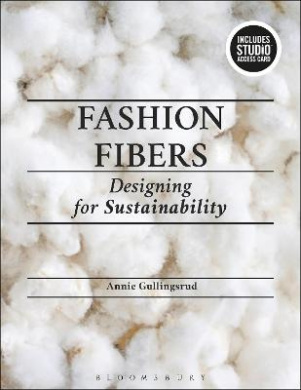 INCLUDES
STUDIO
ACCESS CARD
FASHION
FIBERS
Designing
for Sustainability
Annie Gullingsrud
BLOOMSBURY